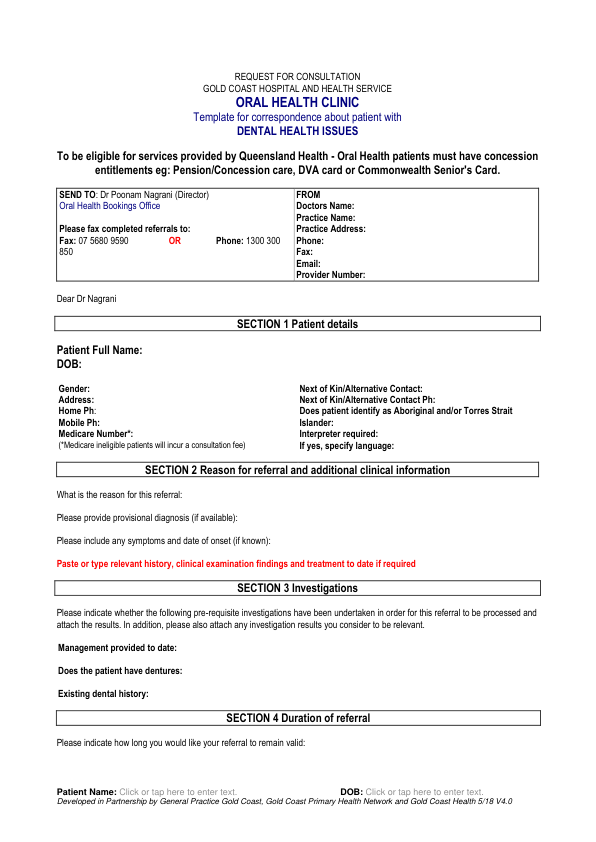 REQUEST FOR CONSULTATION
GOLD COAST HOSPITAL AND HEALTH SERVICE
ORAL HEALTH CLINIC
Template for correspondence about patient with
DENTAL HEALTH ISSUES
To be eligible for services provided by Queensland Health - Oral Health patients must have concession
entitlements eg: Pension/Concession care, DVA card or Commonwealth Senior's Card.
SEND TO: Dr Poonam Nagrani (Director)
Oral Health Bookings Office
Please fax completed referrals to:
Fax: 07 5680 9590 OR Phone: 1300 300
850
FROM
Doctors Name:
Practice Name:
Practice Address:
Phone:
Fax:
Email:
Provider Number:
Dear Dr Nagrani
SECTION 1 Patient details
Patient Full Name:
DOB:
Gender:
Address:
Home Ph:
Mobile Ph:
Medicare Number*:
(*Medicare ineligible patients will incur a consultation fee)
Next of Kin/Alternative Contact:
Next of Kin/Alternative Contact Ph:
Does patient identify as Aboriginal and/or Torres Strait
Islander:
Interpreter required:
If yes, specify language:
SECTION 2 Reason for referral and additional clinical information
What is the reason for this referral:
Please provide provisional diagnosis (if available):
Please include any symptoms and date of onset (if known):
Paste or type relevant history, clinical examination findings and treatment to date if required
SECTION 3 Investigations
Please indicate whether the following pre-requisite investigations have been undertaken in order for this referral to be processed and
attach the results. In addition, please also attach any investigation results you consider to be relevant.
Management provided to date:
Does the patient have dentures:
Existing dental history:
SECTION 4 Duration of referral
Please indicate how long you would like your referral to remain valid:
Patient Name: Click or tap here to enter text. DOB: Click or tap here to enter text.
Developed in Partnership by General Practice Gold Coast, Gold Coast Primary Health Network and Gold Coast Health 5/18 V4.0